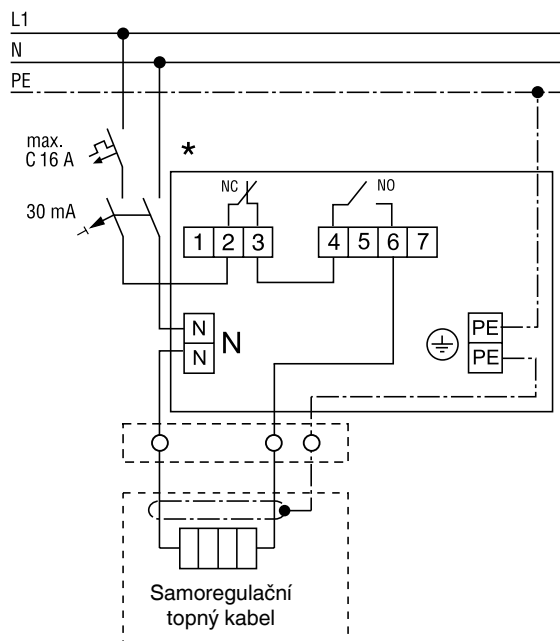 L1
N
PE
max.
C 16 A
*
30 mA
NC
NO
1 2 3
4 5 6 7
N
N
N
PE
PE
Samoregulační
topný kabel